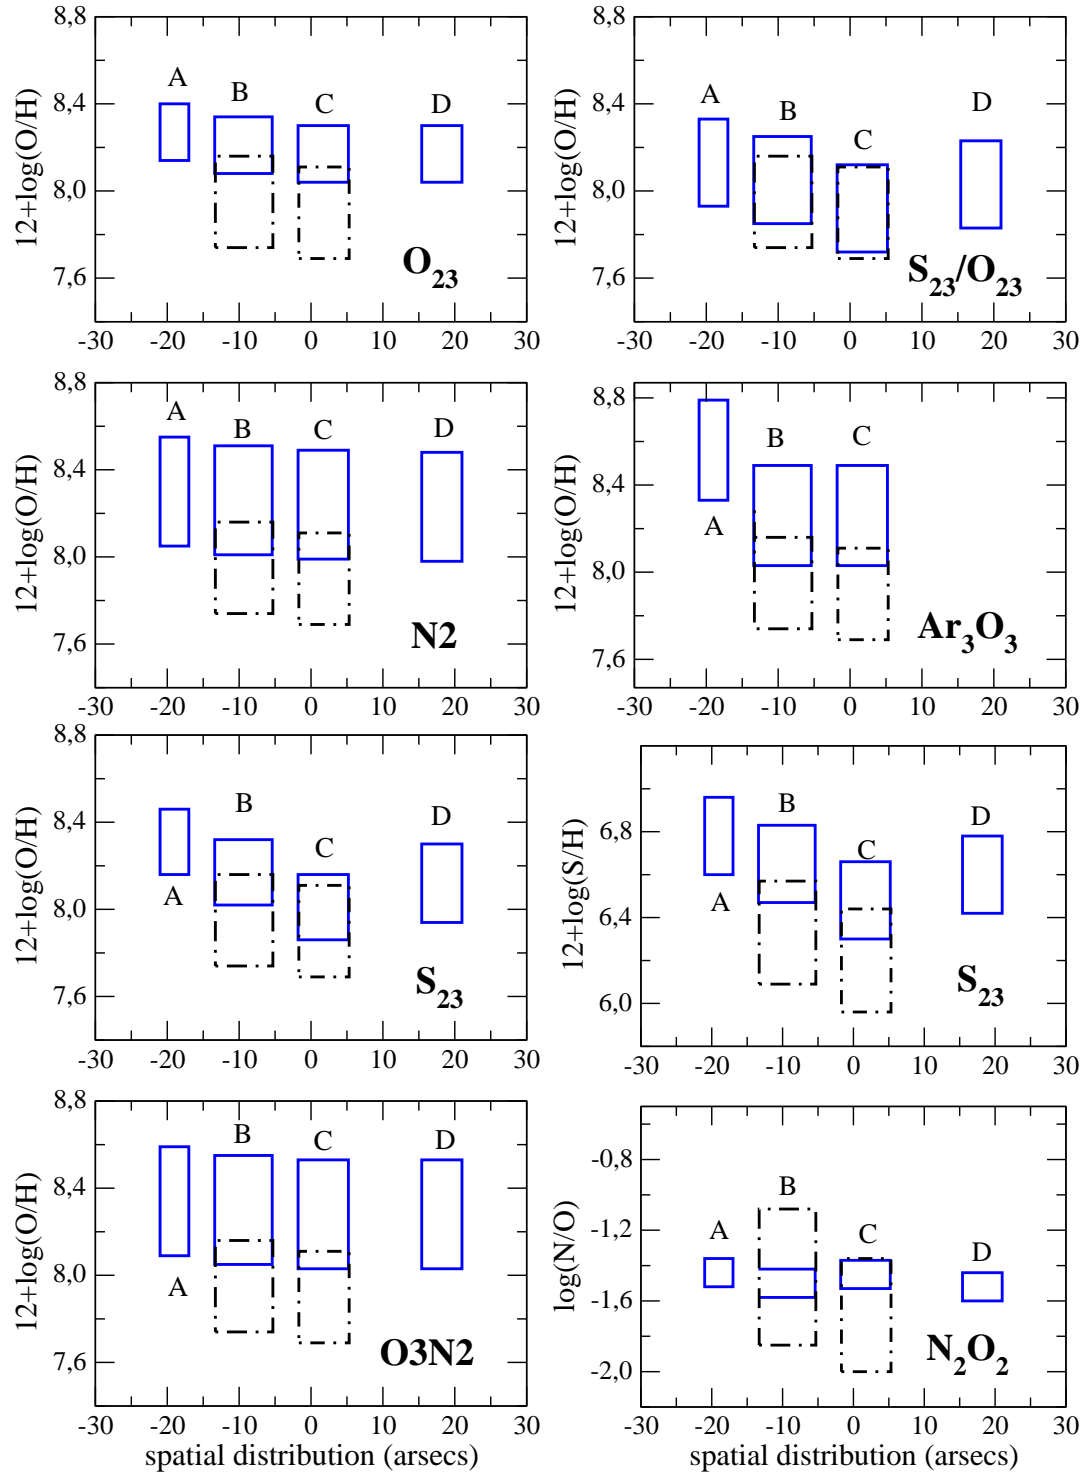 8,8
8,4
8,0
7,6
12+log(O/H)
A
B
C
D
O23
-30 -20 -10 0 10 20 30
8,8
8,4
8,0
7,6
12+log(O/H)
A
B
C
D
S23/O23
-30 -20 -10 0 10 20 30
8,8
8,4
8,0
7,6
12+log(O/H)
A
B
C
D
N2
-30 -20 -10 0 10 20 30
8,8
8,4
8,0
7,6
12+log(O/H)
A
B
C
Ar3O3
-30 -20 -10 0 10 20 30
8,8
8,4
8,0
7,6
12+log(O/H)
A
B
C
D
S23
-30 -20 -10 0 10 20 30
6,8
6,4
6,0
12+log(S/H)
A
B
C
D
S23
-30 -20 -10 0 10 20 30
8,8
8,4
8,0
7,6
12+log(O/H)
A
B
C
D
O3N2
-30 -20 -10 0 10 20 30
spatial distribution (arsecs)
-0,8
-1,2
-1,6
-2,0
log(N/O)
A
B
C
D
N2O2
-30 -20 -10 0 10 20 30
spatial distribution (arsecs)